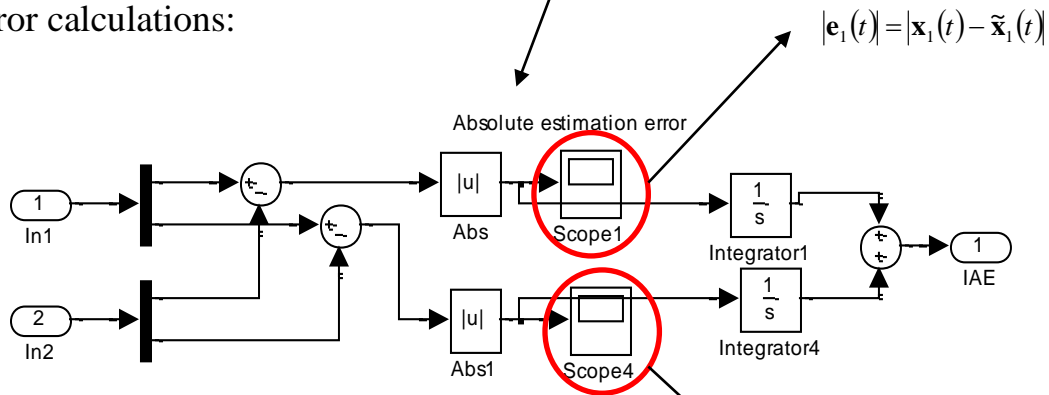 ror calculations:
|e₁(t)| = |x₁(t) − x̃₁(t)|
Absolute estimation error
1
In1
+
-
|u|
Abs
Scope1
1
s
Integrator1
+
+
1
IAE
+
-
2
In2
|u|
Abs1
Scope4
1
s
Integrator4